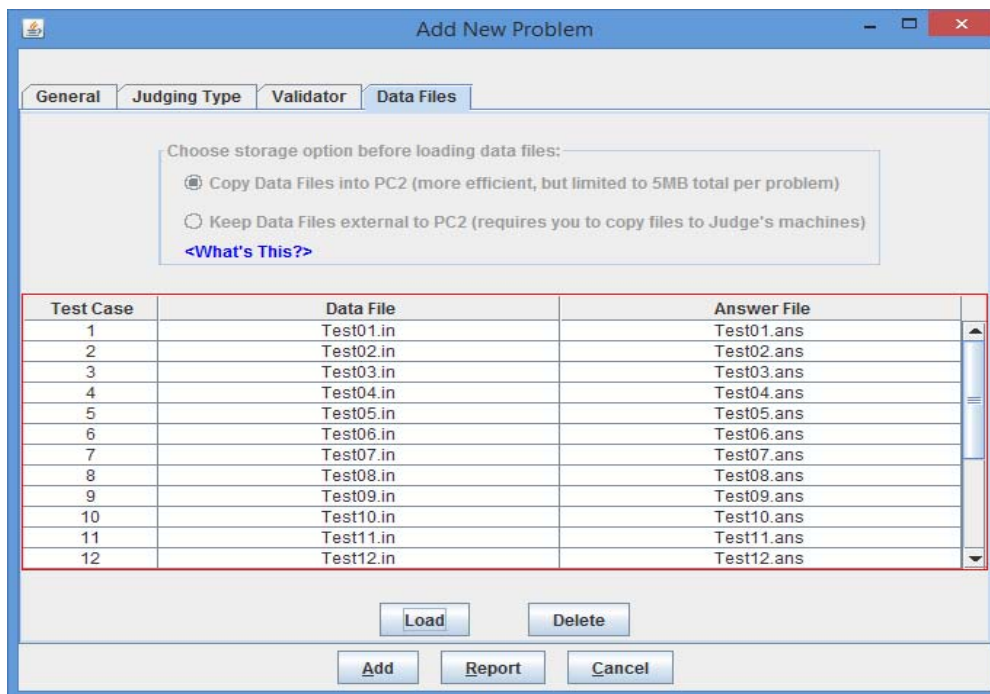 Add New Problem
General Judging Type Validator Data Files
Choose storage option before loading data files:
Copy Data Files into PC2 (more efficient, but limited to 5MB total per problem)
Keep Data Files external to PC2 (requires you to copy files to Judge's machines)
<What's This?>
Test Case Data File Answer File
1 Test01.in Test01.ans
2 Test02.in Test02.ans
3 Test03.in Test03.ans
4 Test04.in Test04.ans
5 Test05.in Test05.ans
6 Test06.in Test06.ans
7 Test07.in Test07.ans
8 Test08.in Test08.ans
9 Test09.in Test09.ans
10 Test10.in Test10.ans
11 Test11.in Test11.ans
12 Test12.in Test12.ans
Load Delete
Add Report Cancel